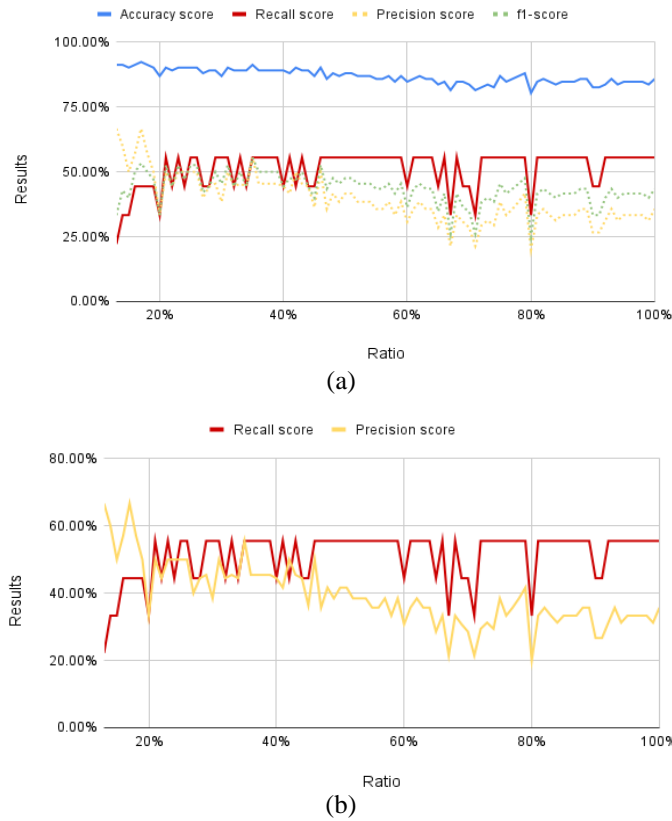 Accuracy score Recall score Precision score f1-score
100.00%
75.00%
50.00%
25.00%
0.00%
Results
20% 40% 60% 80% 100%
Ratio
(a)
Recall score Precision score
80.00%
60.00%
40.00%
20.00%
0.00%
Results
20% 40% 60% 80% 100%
Ratio
(b)